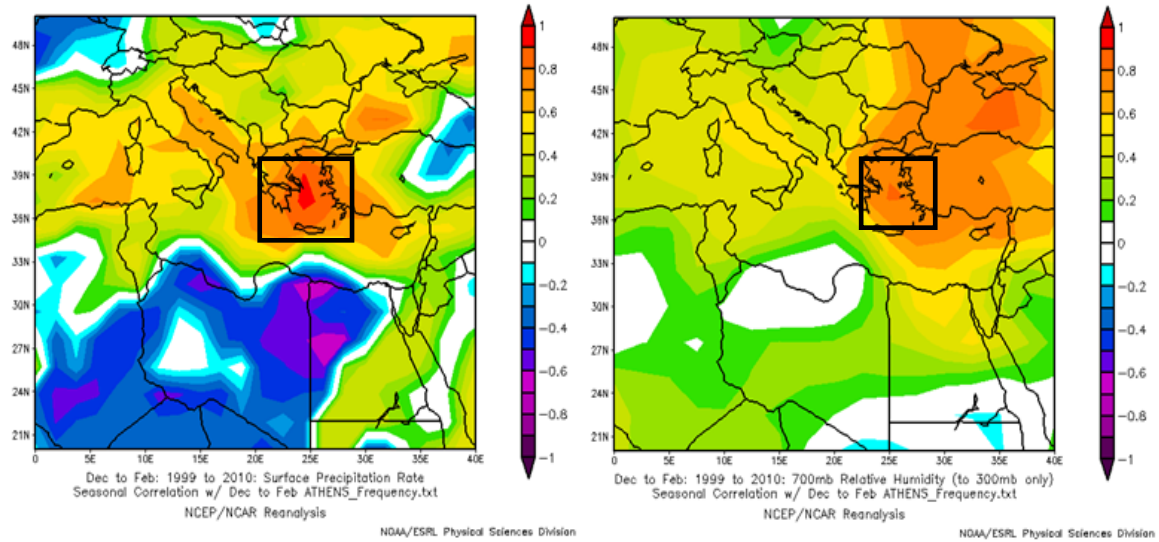 48N
45N
42N
39N
36N
33N
30N
27N
24N
21N
0 5E 10E 15E 20E 25E 30E 35E 40E
1
0.8
0.6
0.4
0.2
0
−0.2
−0.4
−0.6
−0.8
−1
Dec to Feb: 1999 to 2010: Surface Precipitation Rate
Seasonal Correlation w/ Dec to Feb ATHENS_Frequency.txt
NCEP/NCAR Reanalysis
NOAA/ESRL Physical Sciences Division
48N
45N
42N
39N
36N
33N
30N
27N
24N
21N
0 5E 10E 15E 20E 25E 30E 35E 40E
1
0.8
0.6
0.4
0.2
0
−0.2
−0.4
−0.6
−0.8
−1
Dec to Feb: 1999 to 2010: 700mb Relative Humidity (to 300mb only)
Seasonal Correlation w/ Dec to Feb ATHENS_Frequency.txt
NCEP/NCAR Reanalysis
NOAA/ESRL Physical Sciences Division